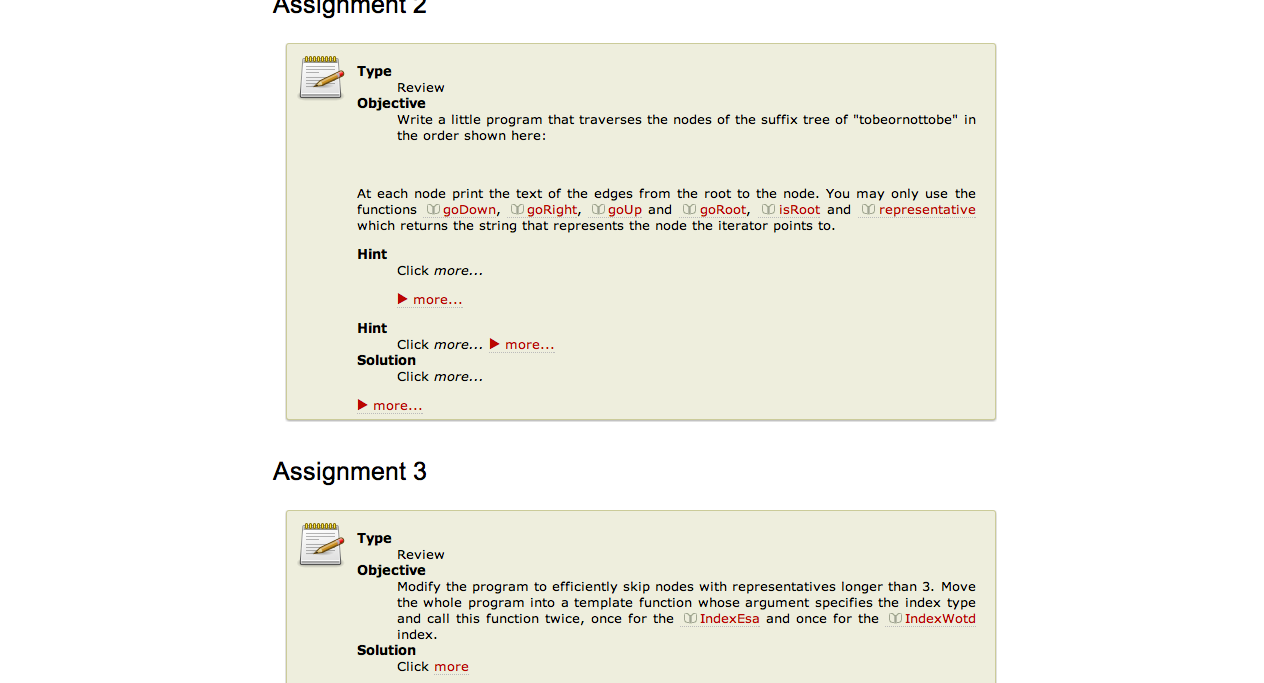 Assignment 2
Type
Review
Objective
Write a little program that traverses the nodes of the suffix tree of "tobeornottobe" in
the order shown here:
At each node print the text of the edges from the root to the node. You may only use the
functions goDown, goRight, goUp and goRoot, isRoot and representative
which returns the string that represents the node the iterator points to.
Hint
Click more...
more...
Hint
Click more... more...
Solution
Click more...
more...
Assignment 3
Type
Review
Objective
Modify the program to efficiently skip nodes with representatives longer than 3. Move
the whole program into a template function whose argument specifies the index type
and call this function twice, once for the IndexEsa and once for the IndexWotd
index.
Solution
Click more